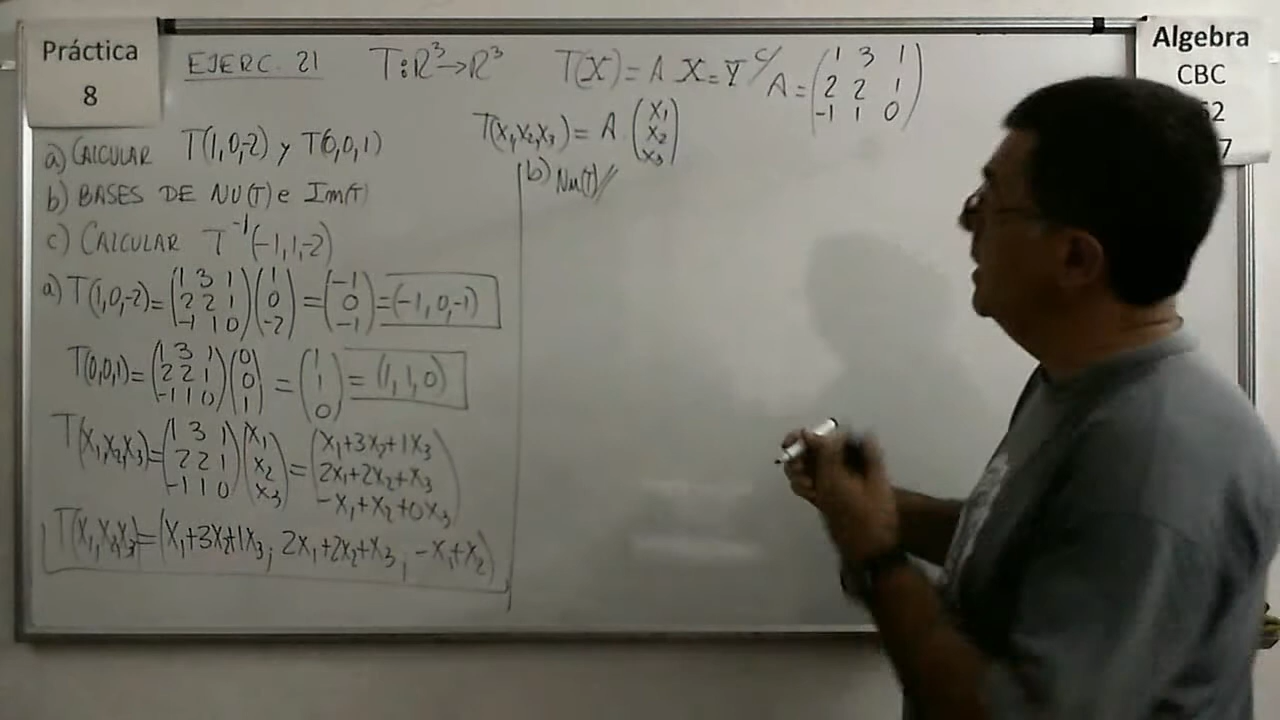 Práctica
8
EJERC. 21 T:R³→R³ T(X) = A X = Y c/ A = (1 3 1
2 2 1
-1 1 0)
Algebra
CBC
T(x₁,x₂,x₃) = A · (x₁
x₂
x₃)
a) CALCULAR T(1,0,-2) y T(0,0,1)
b) BASES DE NU(T) e Im(T)
c) CALCULAR T⁻¹(-1,1,-2)
a) T(1,0,-2) = (1 3 1 / 2 2 1 / -1 1 0) (1 / 0 / -2) = (-1 / 0 / -1) = (-1,0,-1)
T(0,0,1) = (1 3 1 / 2 2 1 / -1 1 0) (0 / 0 / 1) = (1 / 1 / 0) = (1,1,0)
T(x₁,x₂,x₃) = (1 3 1 / 2 2 1 / -1 1 0) (x₁ / x₂ / x₃) = (x₁+3x₂+1x₃ / 2x₁+2x₂+x₃ / -x₁+x₂+0x₃)
T(x₁,x₂,x₃) = (x₁+3x₂+1x₃, 2x₁+2x₂+x₃, -x₁+x₂)
b) Nu(T)//